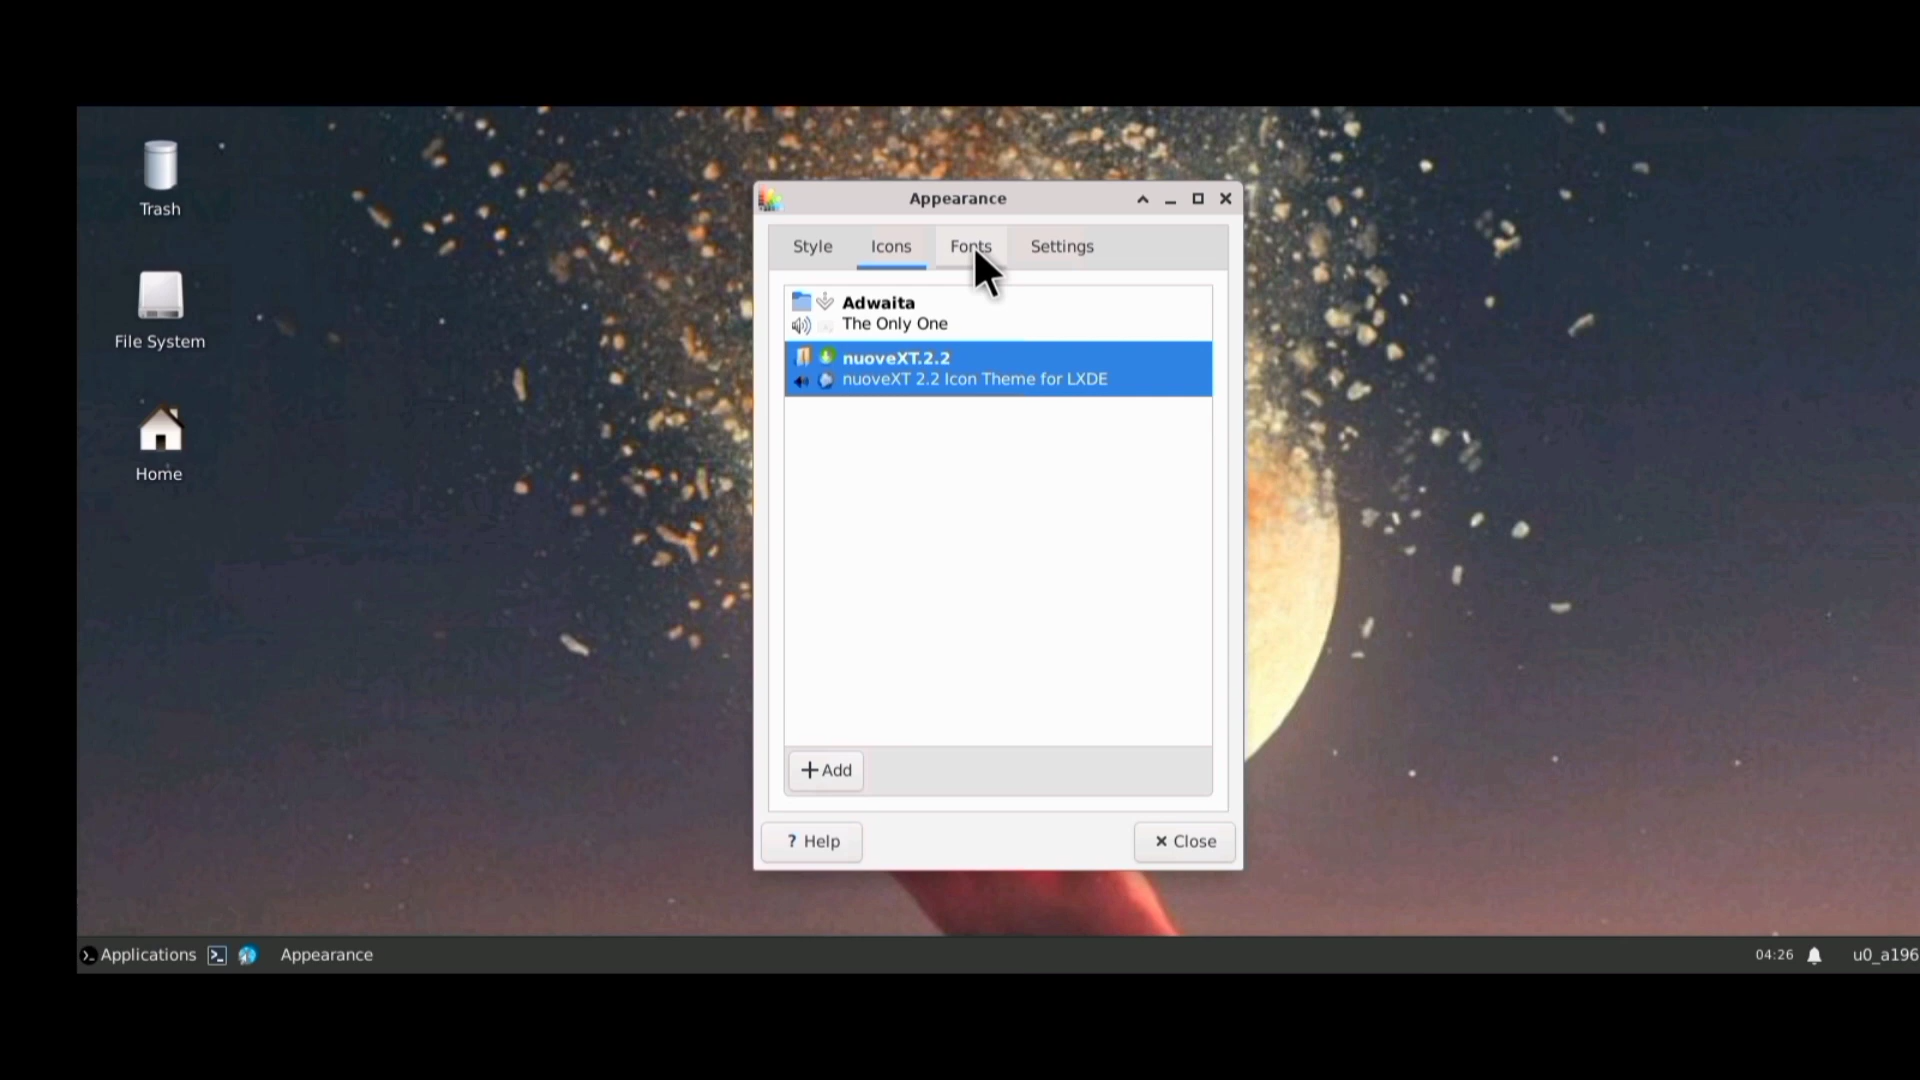 Trash
File System
Home
Appearance
Style Icons Fonts Settings
Adwaita
The Only One
nuoveXT.2.2
nuoveXT 2.2 Icon Theme for LXDE
+ Add
? Help
Close
Applications Appearance 04:26 u0_a196